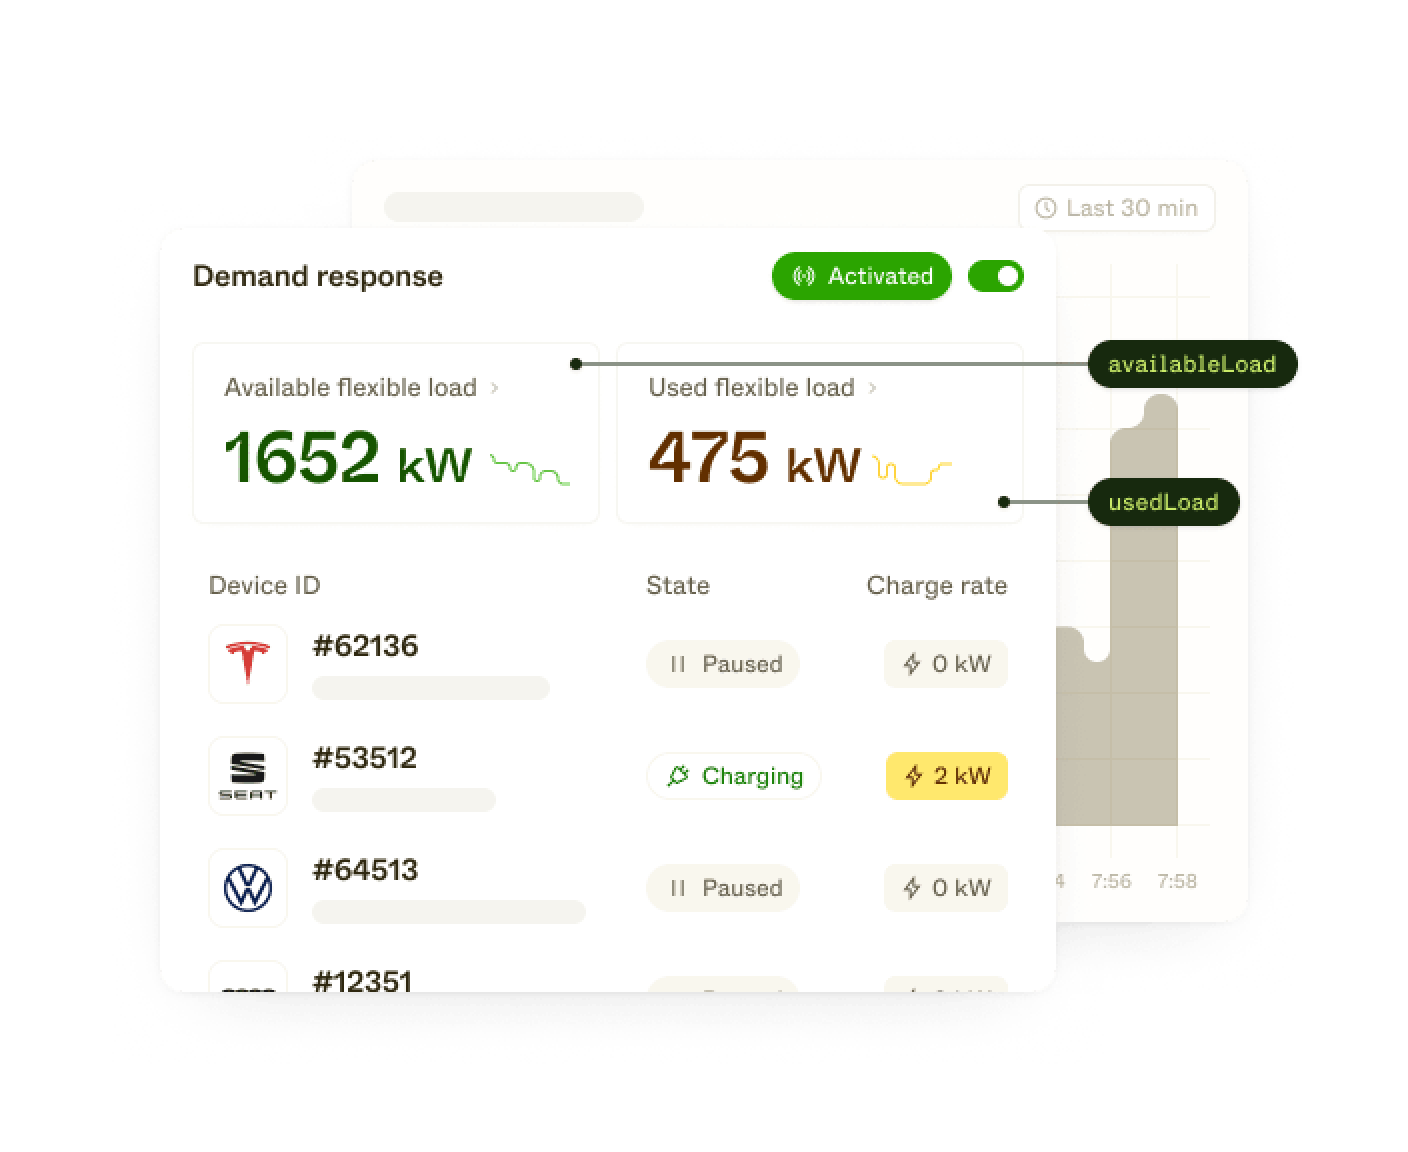 Last 30 min
Demand response
Activated
availableLoad
Available flexible load
Used flexible load
1652 kW
475 kW
usedLoad
Device ID State Charge rate
#62136
Paused
0 kW
#53512
Charging
2 kW
SEAT
#64513
Paused
0 kW
4 7:56 7:58
#12351